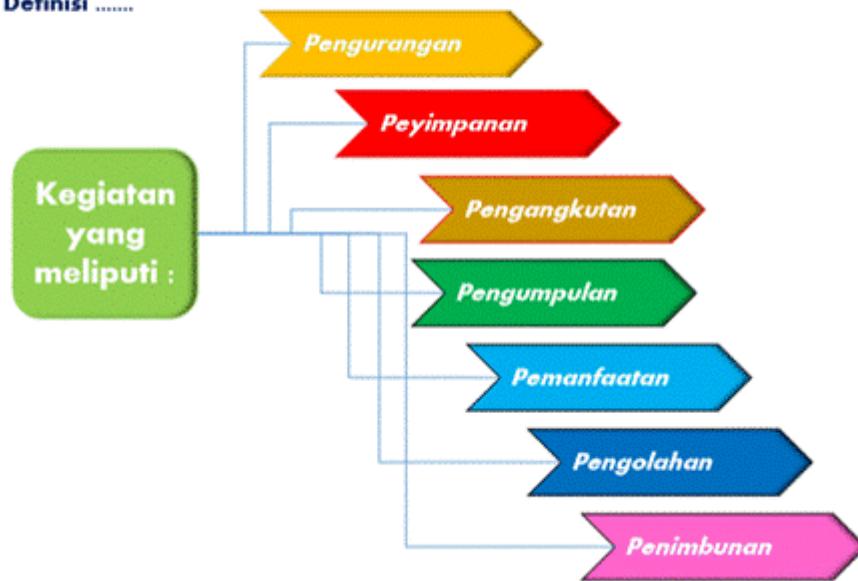 Definisi .......
Pengurangan
Peyimpanan
Kegiatan
yang
meliputi :
Pengangkutan
Pengumpulan
Pemanfaatan
Pengolahan
Penimbunan